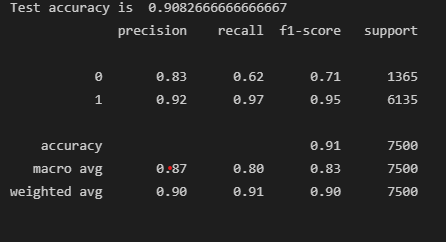 Test accuracy is 0.9082666666666667
precision recall f1-score support
0 0.83 0.62 0.71 1365
1 0.92 0.97 0.95 6135
accuracy 0.91 7500
macro avg 0.87 0.80 0.83 7500
weighted avg 0.90 0.91 0.90 7500